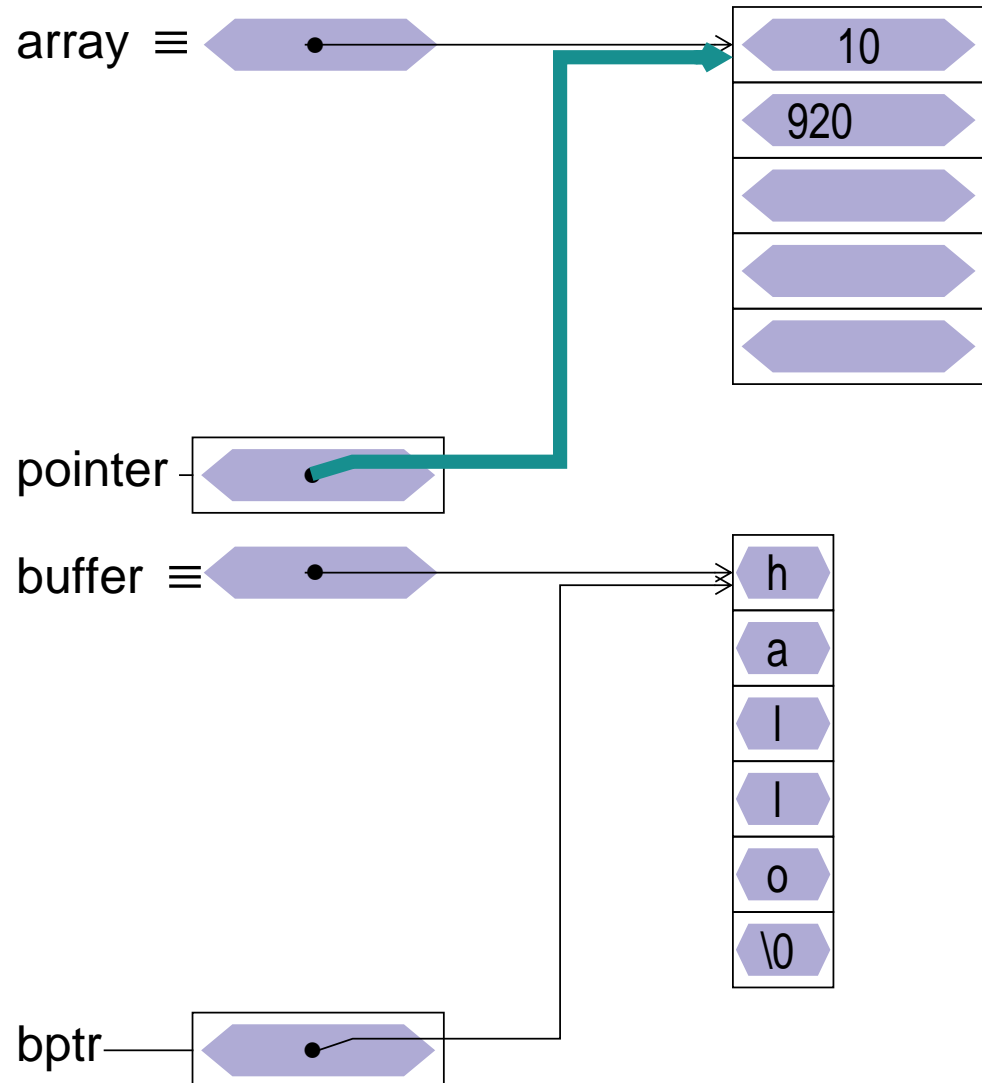 array ≡
10
920
pointer
buffer ≡
h
a
l
l
o
\0
bptr